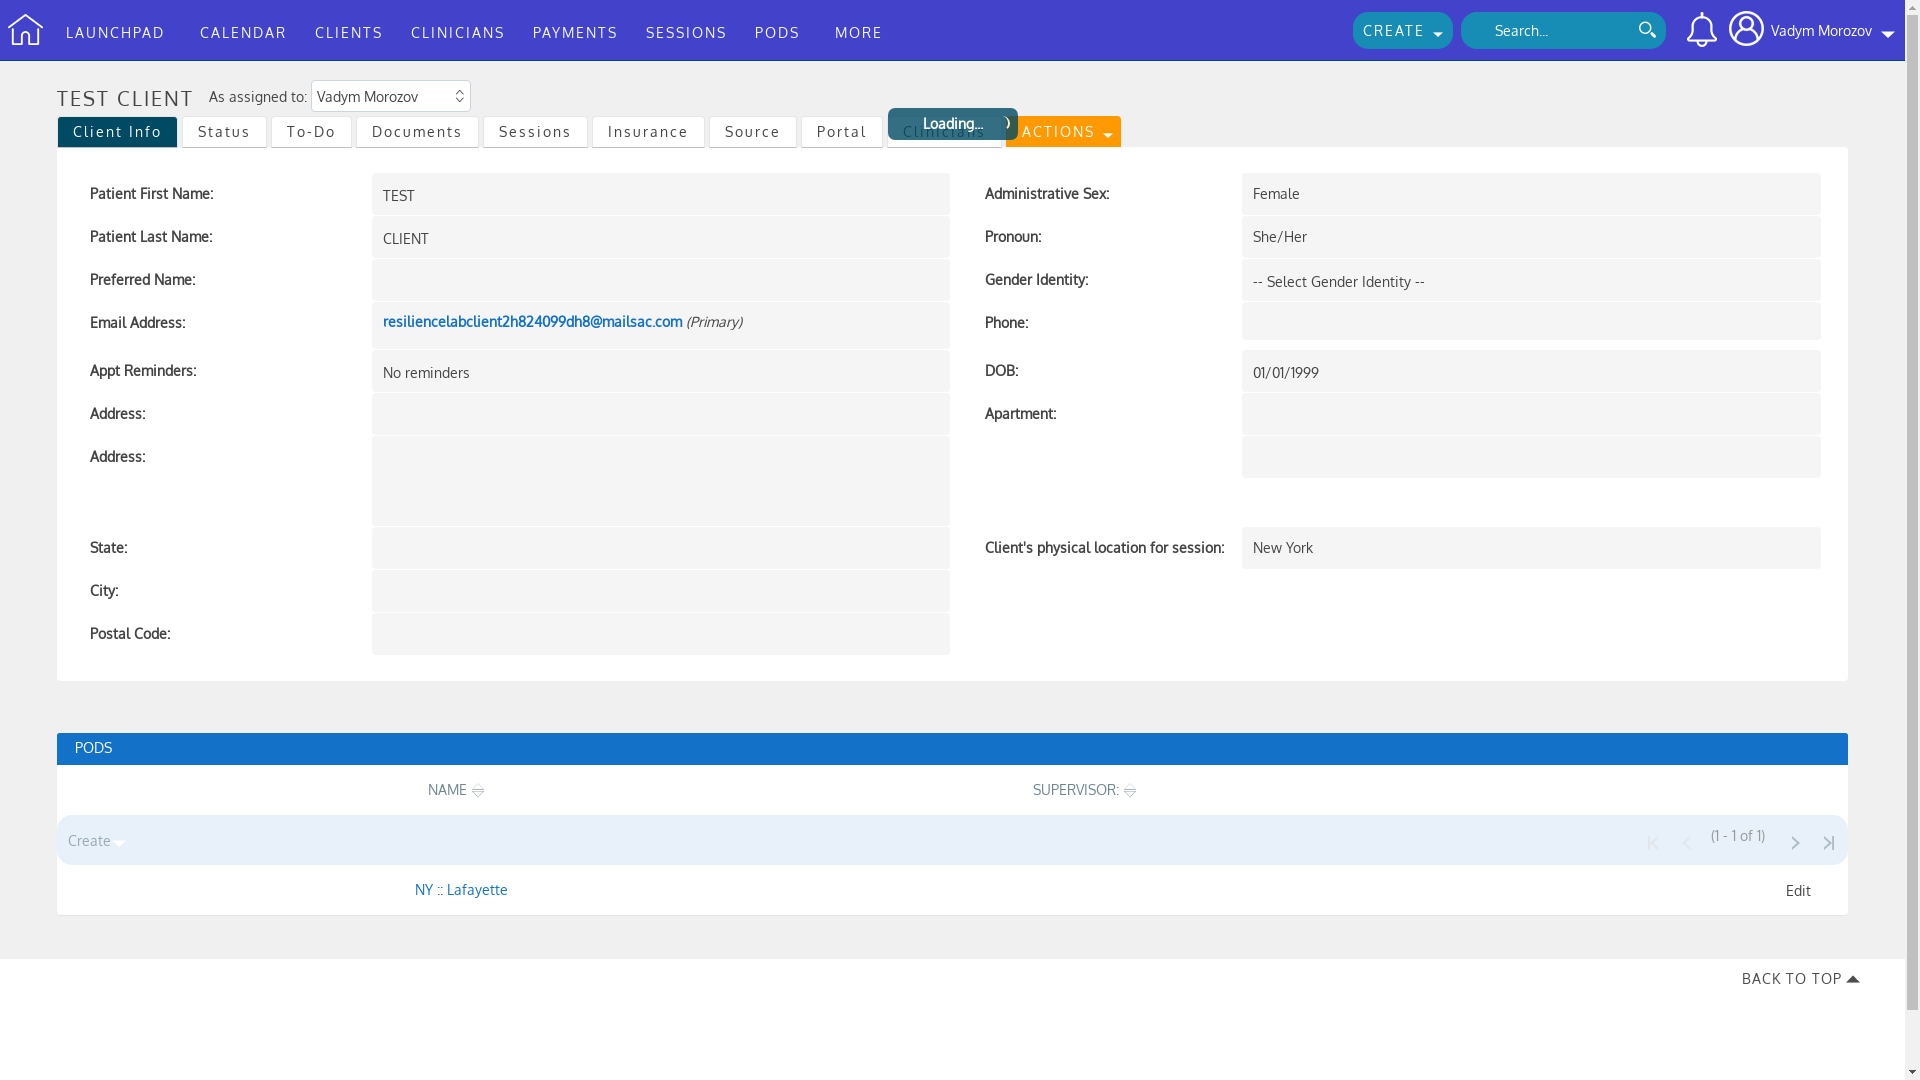 LAUNCHPAD CALENDAR CLIENTS CLINICIANS PAYMENTS SESSIONS PODS MORE CREATE Search... Vadym Morozov
TEST CLIENT As assigned to: Vadym Morozov
Loading...
Client Info Status To-Do Documents Sessions Insurance Source Portal Clinicians ACTIONS
Patient First Name: TEST Administrative Sex: Female
Patient Last Name: CLIENT Pronoun: She/Her
Preferred Name: Gender Identity: -- Select Gender Identity --
Email Address: resiliencelabclient2h824099dh8@mailsac.com (Primary) Phone:
Appt Reminders: No reminders DOB: 01/01/1999
Address: Apartment:
Address:
State: Client's physical location for session: New York
City:
Postal Code:
PODS
NAME SUPERVISOR:
Create (1 - 1 of 1)
NY :: Lafayette Edit
BACK TO TOP